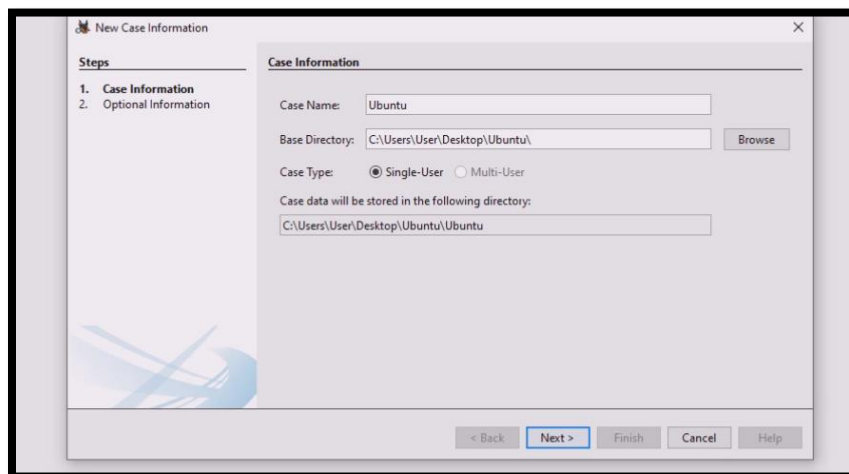 New Case Information
Steps
1. Case Information
2. Optional Information
Case Information
Case Name: Ubuntu
Base Directory: C:\Users\User\Desktop\Ubuntu\ Browse
Case Type: Single-User Multi-User
Case data will be stored in the following directory:
C:\Users\User\Desktop\Ubuntu\Ubuntu
< Back Next > Finish Cancel Help